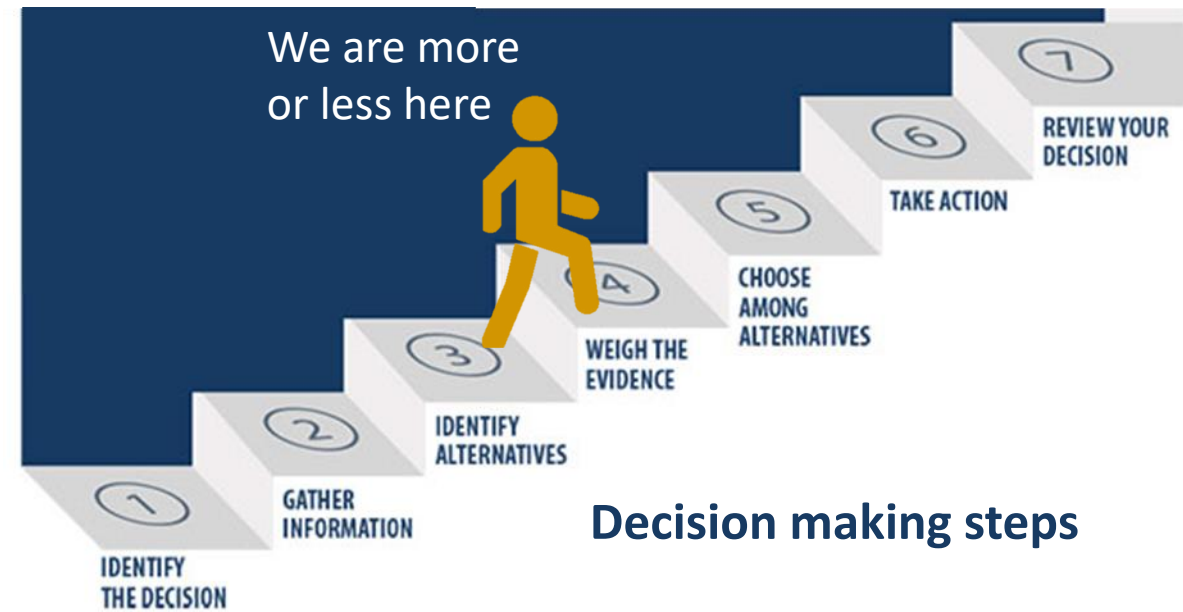 We are more
or less here
1
IDENTIFY
THE DECISION
2
GATHER
INFORMATION
3
IDENTIFY
ALTERNATIVES
4
WEIGH THE
EVIDENCE
5
CHOOSE
AMONG
ALTERNATIVES
6
TAKE ACTION
7
REVIEW YOUR
DECISION
Decision making steps